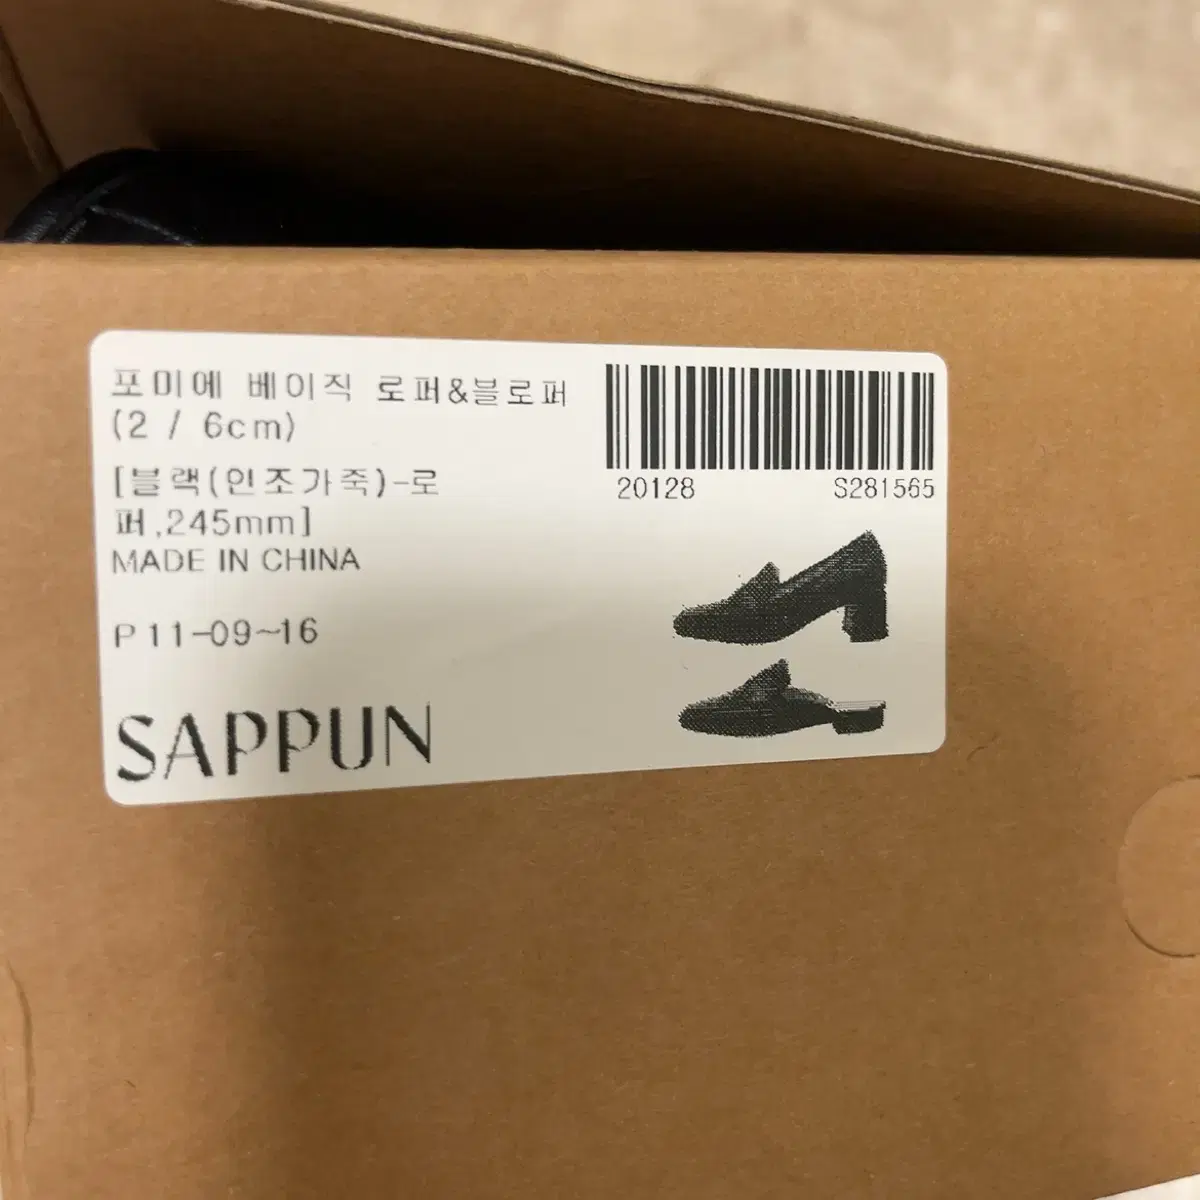 포미에 베이직 로퍼&블로퍼
(2 / 6cm)
[블랙(인조가죽)-로
퍼,245mm]
MADE IN CHINA
P 11-09~16
SAPPUN
20128 S281565